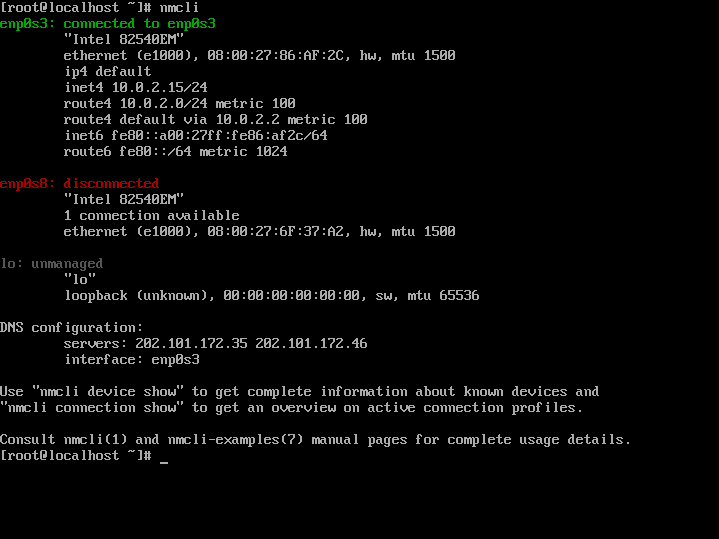 [root@localhost ~]# nmcli
enp0s3: connected to enp0s3
"Intel 82540EM"
ethernet (e1000), 08:00:27:86:AF:2C, hw, mtu 1500
ip4 default
inet4 10.0.2.15/24
route4 10.0.2.0/24 metric 100
route4 default via 10.0.2.2 metric 100
inet6 fe80::a00:27ff:fe86:af2c/64
route6 fe80::/64 metric 1024
enp0s8: disconnected
"Intel 82540EM"
1 connection available
ethernet (e1000), 08:00:27:6F:37:A2, hw, mtu 1500
lo: unmanaged
"lo"
loopback (unknown), 00:00:00:00:00:00, sw, mtu 65536
DNS configuration:
servers: 202.101.172.35 202.101.172.46
interface: enp0s3
Use "nmcli device show" to get complete information about known devices and
"nmcli connection show" to get an overview on active connection profiles.
Consult nmcli(1) and nmcli-examples(7) manual pages for complete usage details.
[root@localhost ~]# _